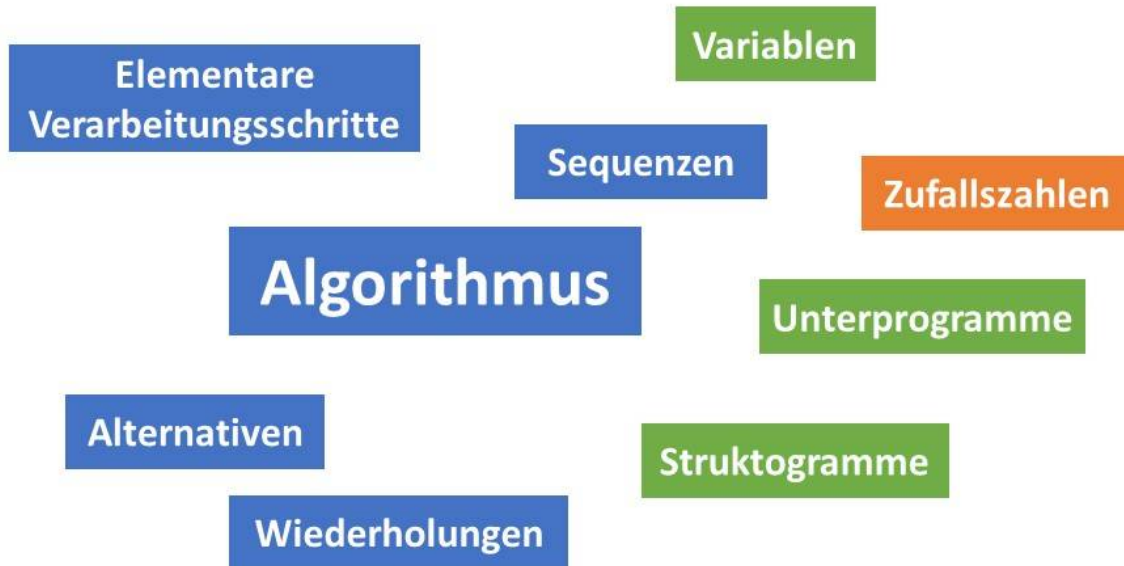 Variablen
Elementare
Verarbeitungsschritte
Sequenzen
Zufallszahlen
Algorithmus
Unterprogramme
Alternativen
Struktogramme
Wiederholungen